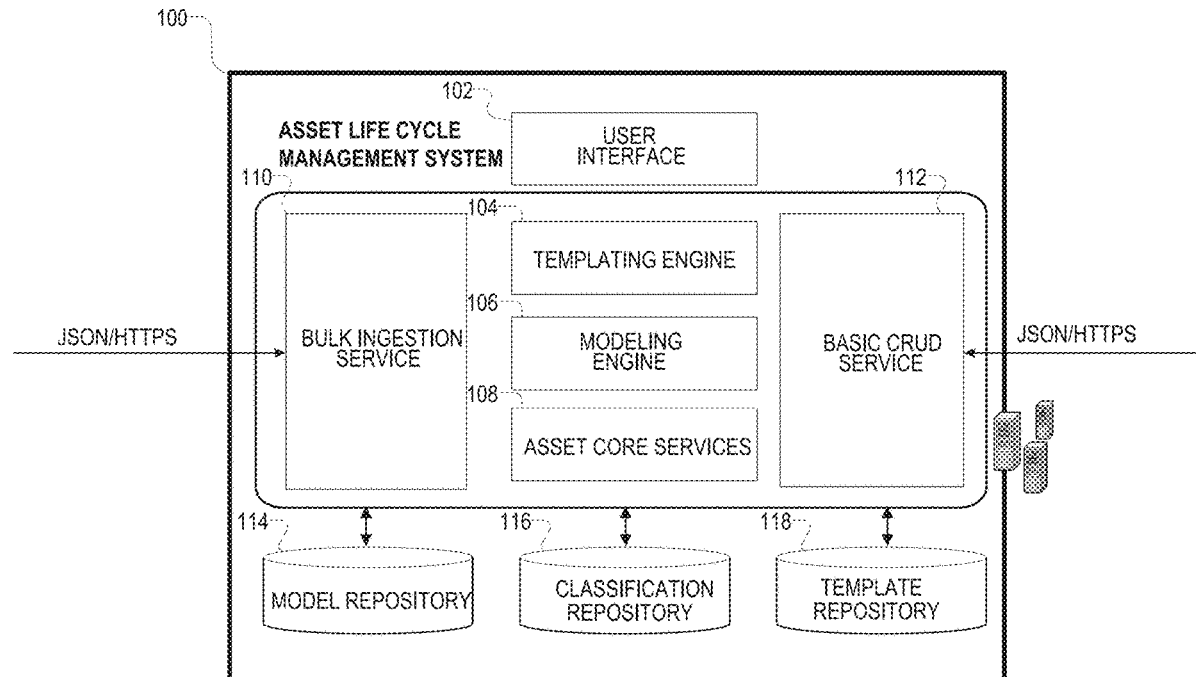 100
102
ASSET LIFE CYCLE
MANAGEMENT SYSTEM
USER
INTERFACE
110
112
104
TEMPLATING ENGINE
106
JSON/HTTPS
BULK INGESTION
SERVICE
MODELING
ENGINE
BASIC CRUD
SERVICE
JSON/HTTPS
108
ASSET CORE SERVICES
114
116
118
MODEL REPOSITORY
CLASSIFICATION
REPOSITORY
TEMPLATE
REPOSITORY